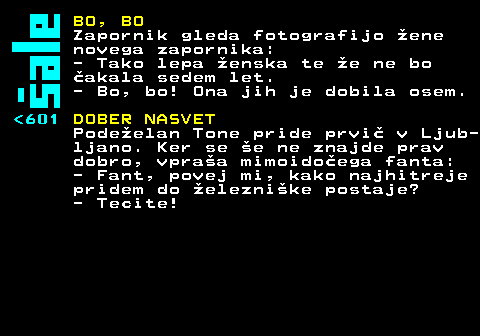 šale
BO, BO
Zapornik gleda fotografijo žene
novega zapornika:
- Tako lepa ženska te že ne bo
čakala sedem let.
- Bo, bo! Ona jih je dobila osem.
<601 DOBER NASVET
Podeželan Tone pride prvič v Ljub-
ljano. Ker se še ne znajde prav
dobro, vpraša mimoidočega fanta:
- Fant, povej mi, kako najhitreje
pridem do železniške postaje?
- Tecite!